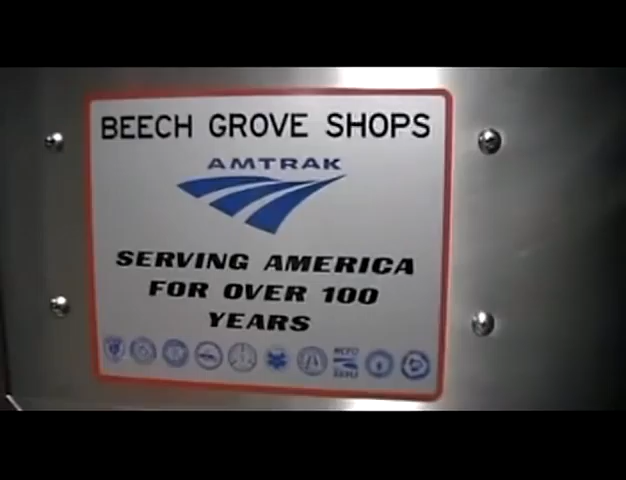 BEECH GROVE SHOPS
AMTRAK
SERVING AMERICA
FOR OVER 100
YEARS